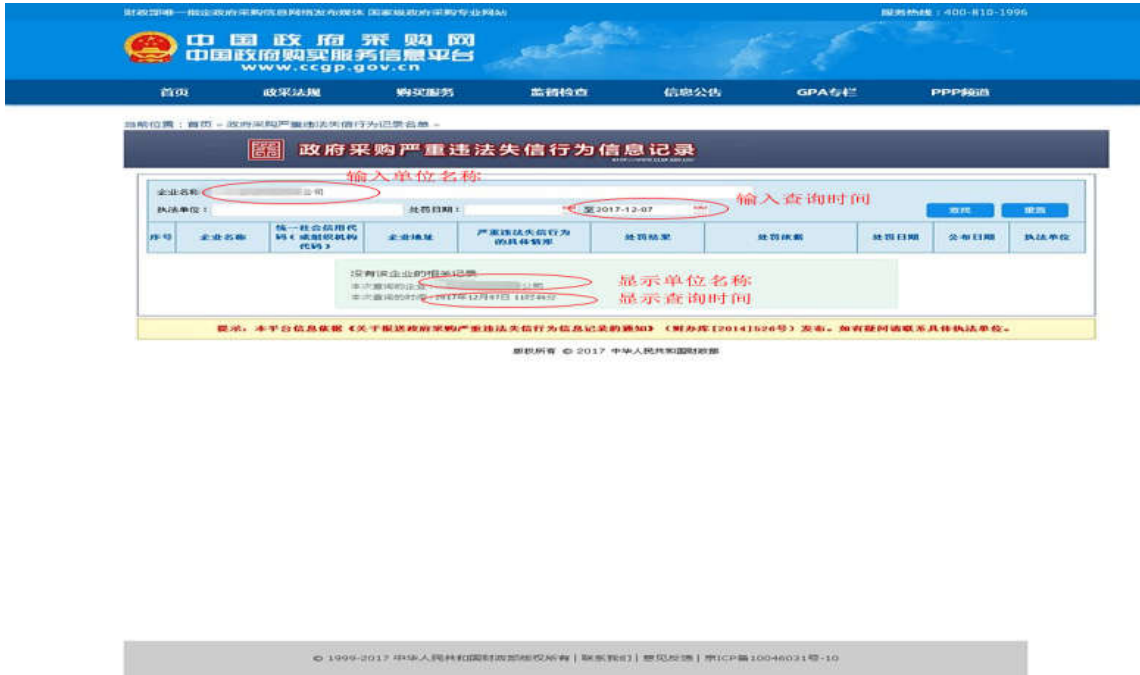 财政部唯一指定政府采购信息网络发布媒体 国家级政府采购专业网站 服务热线：400-810-1996
中国政府采购网
中国政府购买服务信息平台
www.ccgp.gov.cn
首页 政采法规 购买服务 监督检查 信息公告 GPA专栏 PPP频道
当前位置：首页 » 政府采购严重违法失信行为记录名单 »
政府采购严重违法失信行为信息记录
输入单位名称
企业名称 公司
输入查询时间
执法单位： 处罚日期： 至2017-12-07 查找 重置
序号 企业名称 统一社会信用代码（或组织机构代码） 企业地址 严重违法失信行为的具体情形 处罚结果 处罚依据 处罚日期 公布日期 执法单位
没有该企业的相关记录
本次查询的企业： 公司 显示单位名称
本次查询的时间：2017年12月07日 11时 显示查询时间
提示：本平台信息依据《关于报送政府采购严重违法失信行为信息记录的通知》（财办库[2014]526号）发布。如有疑问请联系具体执法单位。
版权所有 © 2017 中华人民共和国财政部
© 1999-2017 中华人民共和国财政部版权所有 | 联系我们 | 意见反馈 | 京ICP备10046031号-10